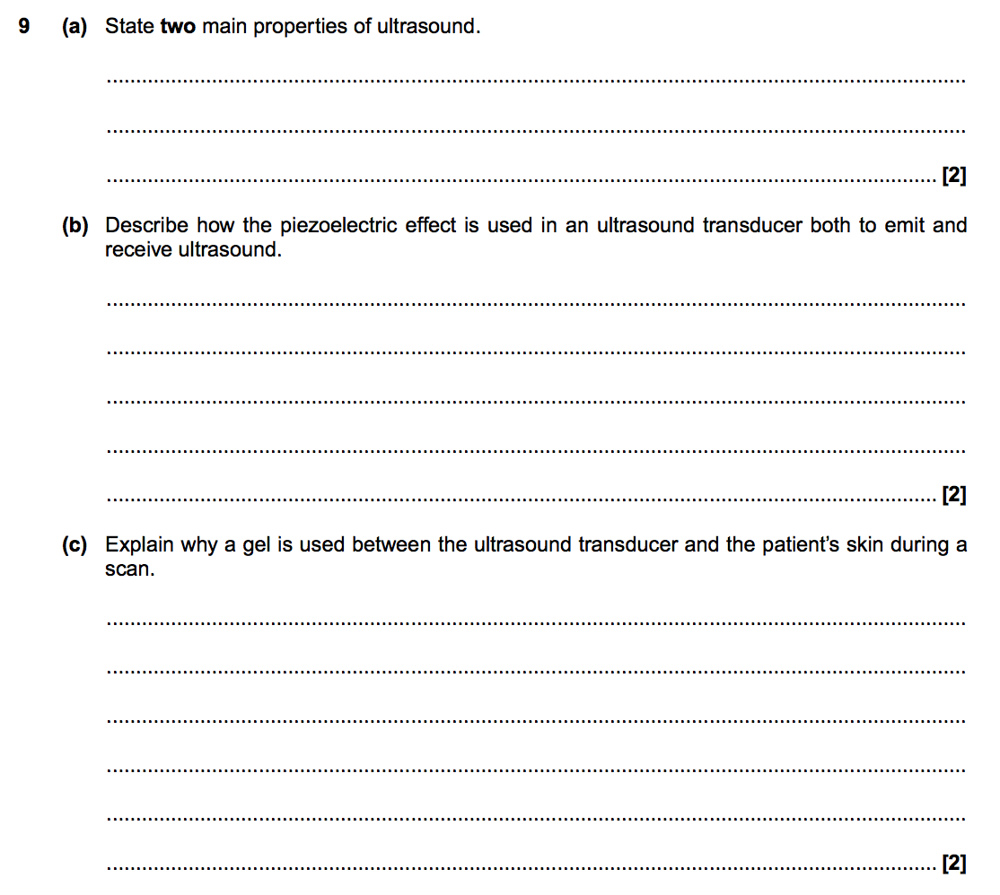 9 (a) State two main properties of ultrasound.
[2]
(b) Describe how the piezoelectric effect is used in an ultrasound transducer both to emit and
receive ultrasound.
[2]
(c) Explain why a gel is used between the ultrasound transducer and the patient’s skin during a
scan.
[2]